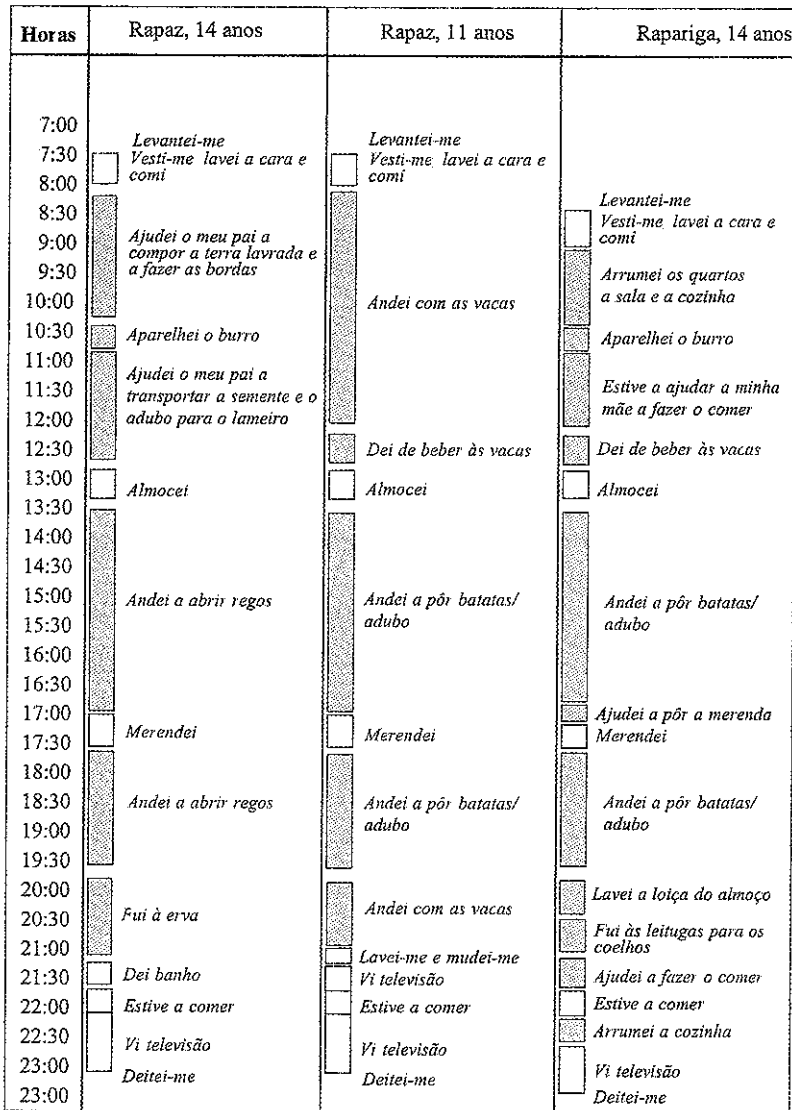 Horas
Rapaz, 14 anos
Rapaz, 11 anos
Rapariga, 14 anos
7:00
7:30
8:00
8:30
9:00
9:30
10:00
10:30
11:00
11:30
12:00
12:30
13:00
13:30
14:00
14:30
15:00
15:30
16:00
16:30
17:00
17:30
18:00
18:30
19:00
19:30
20:00
20:30
21:00
21:30
22:00
22:30
23:00
23:00
Levantei-me
Vesti-me lavei a cara e
comi
Ajudei o meu pai a
compor a terra lavrada e
a fazer as bordas
Aparelhei o burro
Ajudei o meu pai a
transportar a semente e o
adubo para o lameiro
Almocei
Andei a abrir regos
Merendei
Andei a abrir regos
Fui à erva
Dei banho
Estive a comer
Vi televisão
Deitei-me
Levantei-me
Vesti-me lavei a cara e
comi
Andei com as vacas
Dei de beber às vacas
Almocei
Andei a pôr batatas/
adubo
Merendei
Andei a pôr batatas/
adubo
Andei com as vacas
Lavei-me e mudei-me
Vi televisão
Estive a comer
Vi televisão
Deitei-me
Levantei-me
Vesti-me lavei a cara e
comi
Arrumei os quartos
a sala e a cozinha
Aparelhei o burro
Estive a ajudar a minha
mãe a fazer o comer
Dei de beber às vacas
Almocei
Andei a pôr batatas/
adubo
Ajudei a pôr a merenda
Merendei
Andei a pôr batatas/
adubo
Lavei a loiça do almoço
Fui às leitugas para os
coelhos
Ajudei a fazer o comer
Estive a comer
Arrumei a cozinha
Vi televisão
Deitei-me